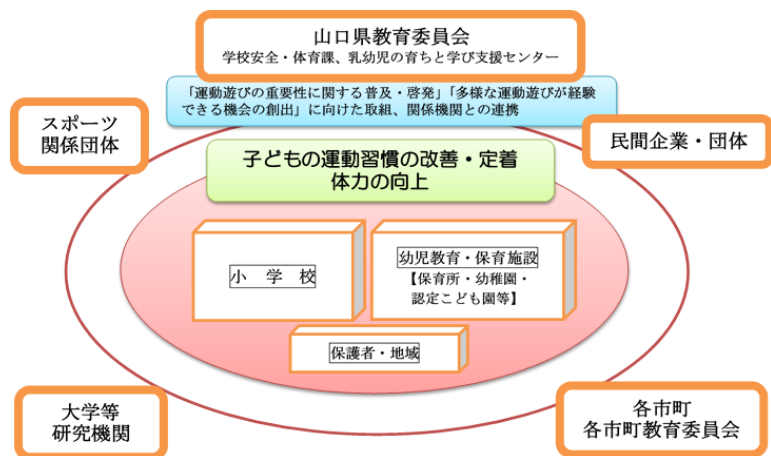 山口県教育委員会
学校安全・体育課、乳幼児の育ちと学び支援センター
「運動遊びの重要性に関する普及・啓発」「多様な運動遊びが経験
できる機会の創出」に向けた取組、関係機関との連携
スポーツ
関係団体
民間企業・団体
子どもの運動習慣の改善・定着
体力の向上
小 学 校
幼児教育・保育施設
【保育所・幼稚園・
認定こども園等】
保護者・地域
大学等
研究機関
各市町
各市町教育委員会